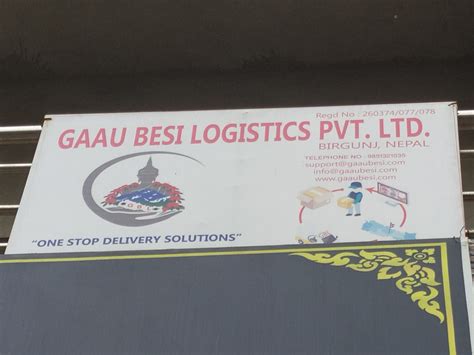 Regd No : 260374/077/078
GAAU BESI LOGISTICS PVT. LTD.
BIRGUNJ, NEPAL
TELEPHONE NO :
support@gaaubesi.com
info@gaaubesi.com
www.gaaubesi.com
G.B.L
"ONE STOP DELIVERY SOLUTIONS"